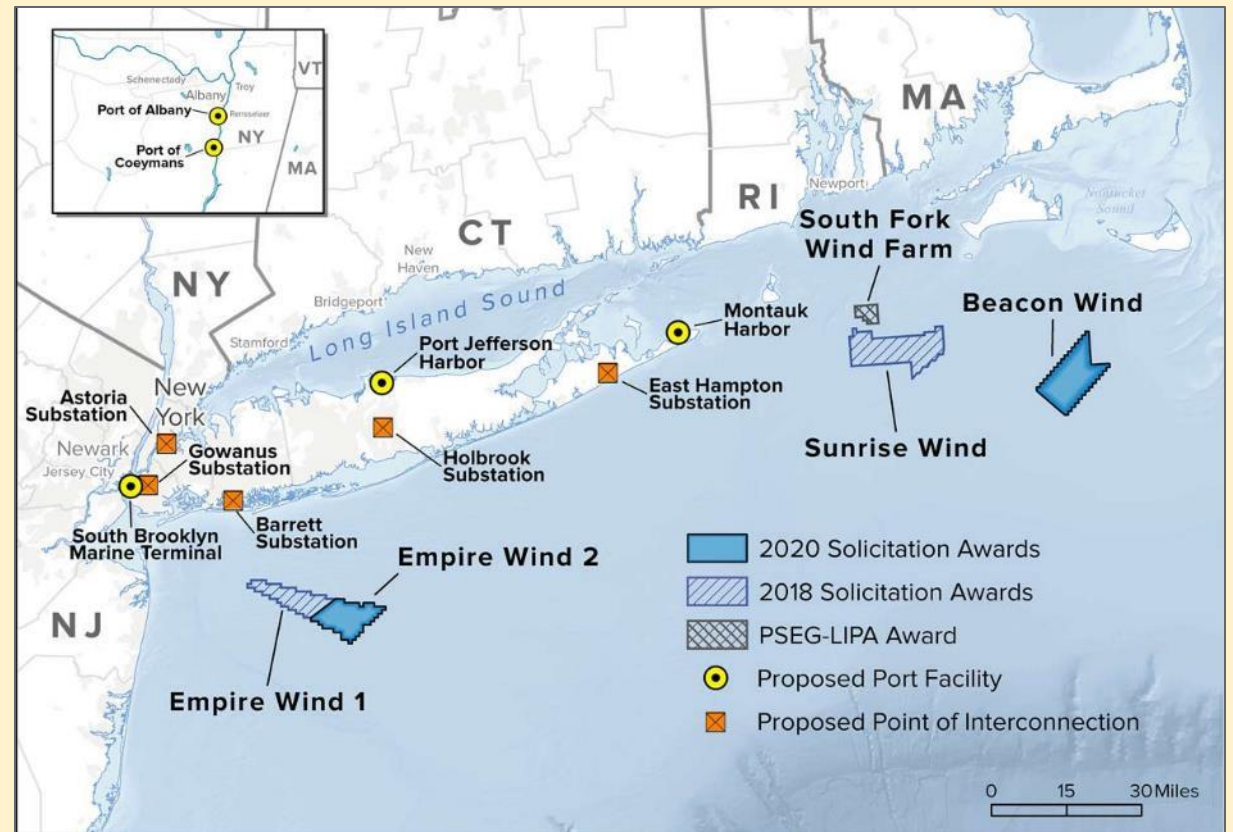 Schenectady
Troy
Albany
Port of Albany
Rensselaer
NY
Port of
Coeymans
VT
MA
MA
RI
Newport
Nantucket
Sound
South Fork
Wind Farm
CT
New
Haven
NY
Bridgeport
Long Island Sound
Stamford
Beacon Wind
Montauk
Harbor
Port Jefferson
Harbor
East Hampton
Substation
New
York
Astoria
Substation
Sunrise Wind
Newark
Jersey City
Gowanus
Substation
Holbrook
Substation
South Brooklyn
Marine Terminal
Barrett
Substation
Empire Wind 2
NJ
Empire Wind 1
2020 Solicitation Awards
2018 Solicitation Awards
PSEG-LIPA Award
Proposed Port Facility
Proposed Point of Interconnection
0 15 30 Miles